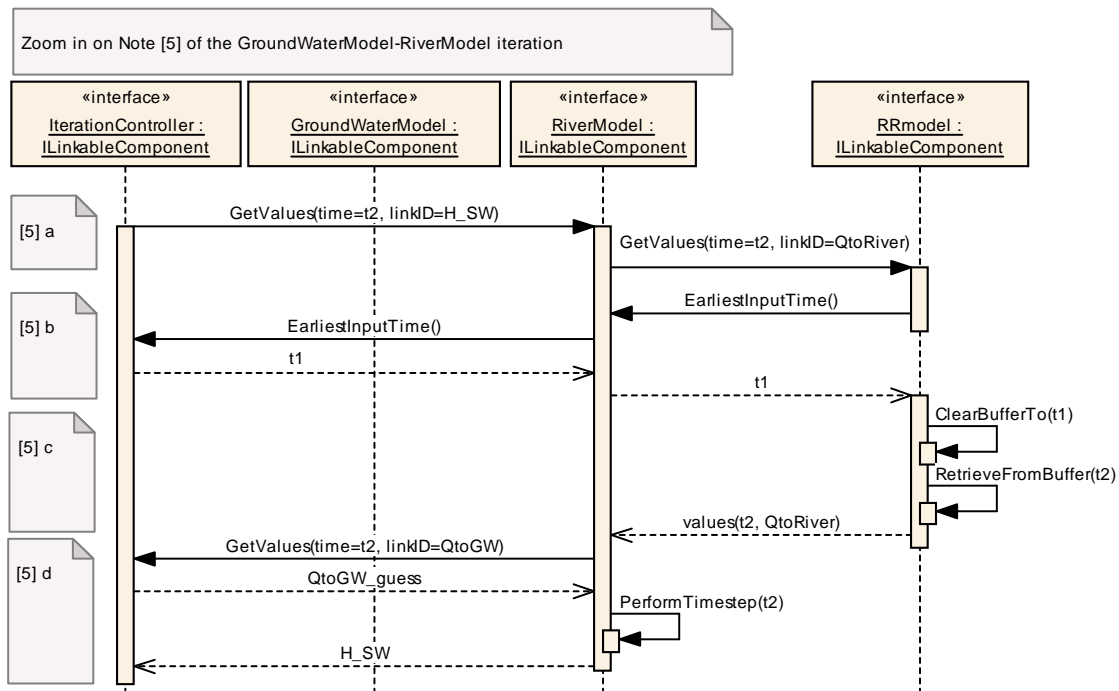 Zoom in on Note [5] of the GroundWaterModel-RiverModel iteration
«interface»
IterationController :
ILinkableComponent
«interface»
GroundWaterModel :
ILinkableComponent
«interface»
RiverModel :
ILinkableComponent
«interface»
RRmodel :
ILinkableComponent
[5] a
GetValues(time=t2, linkID=H_SW)
GetValues(time=t2, linkID=QtoRiver)
[5] b
EarliestInputTime()
EarliestInputTime()
t1
t1
[5] c
ClearBufferTo(t1)
RetrieveFromBuffer(t2)
values(t2, QtoRiver)
[5] d
GetValues(time=t2, linkID=QtoGW)
QtoGW_guess
PerformTimestep(t2)
H_SW